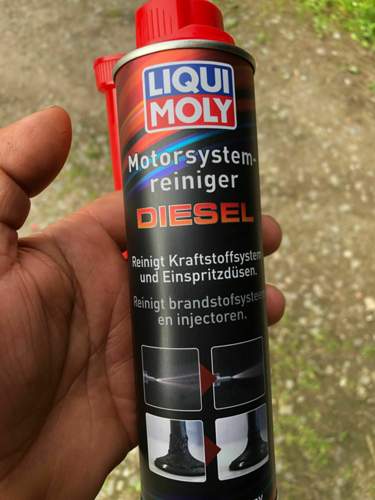 LIQUI
MOLY
Motorsystem-
reiniger
DIESEL
Reinigt Kraftstoffsystem
und Einspritzdüsen.
Reinigt brandstofsysteem
en injectoren.